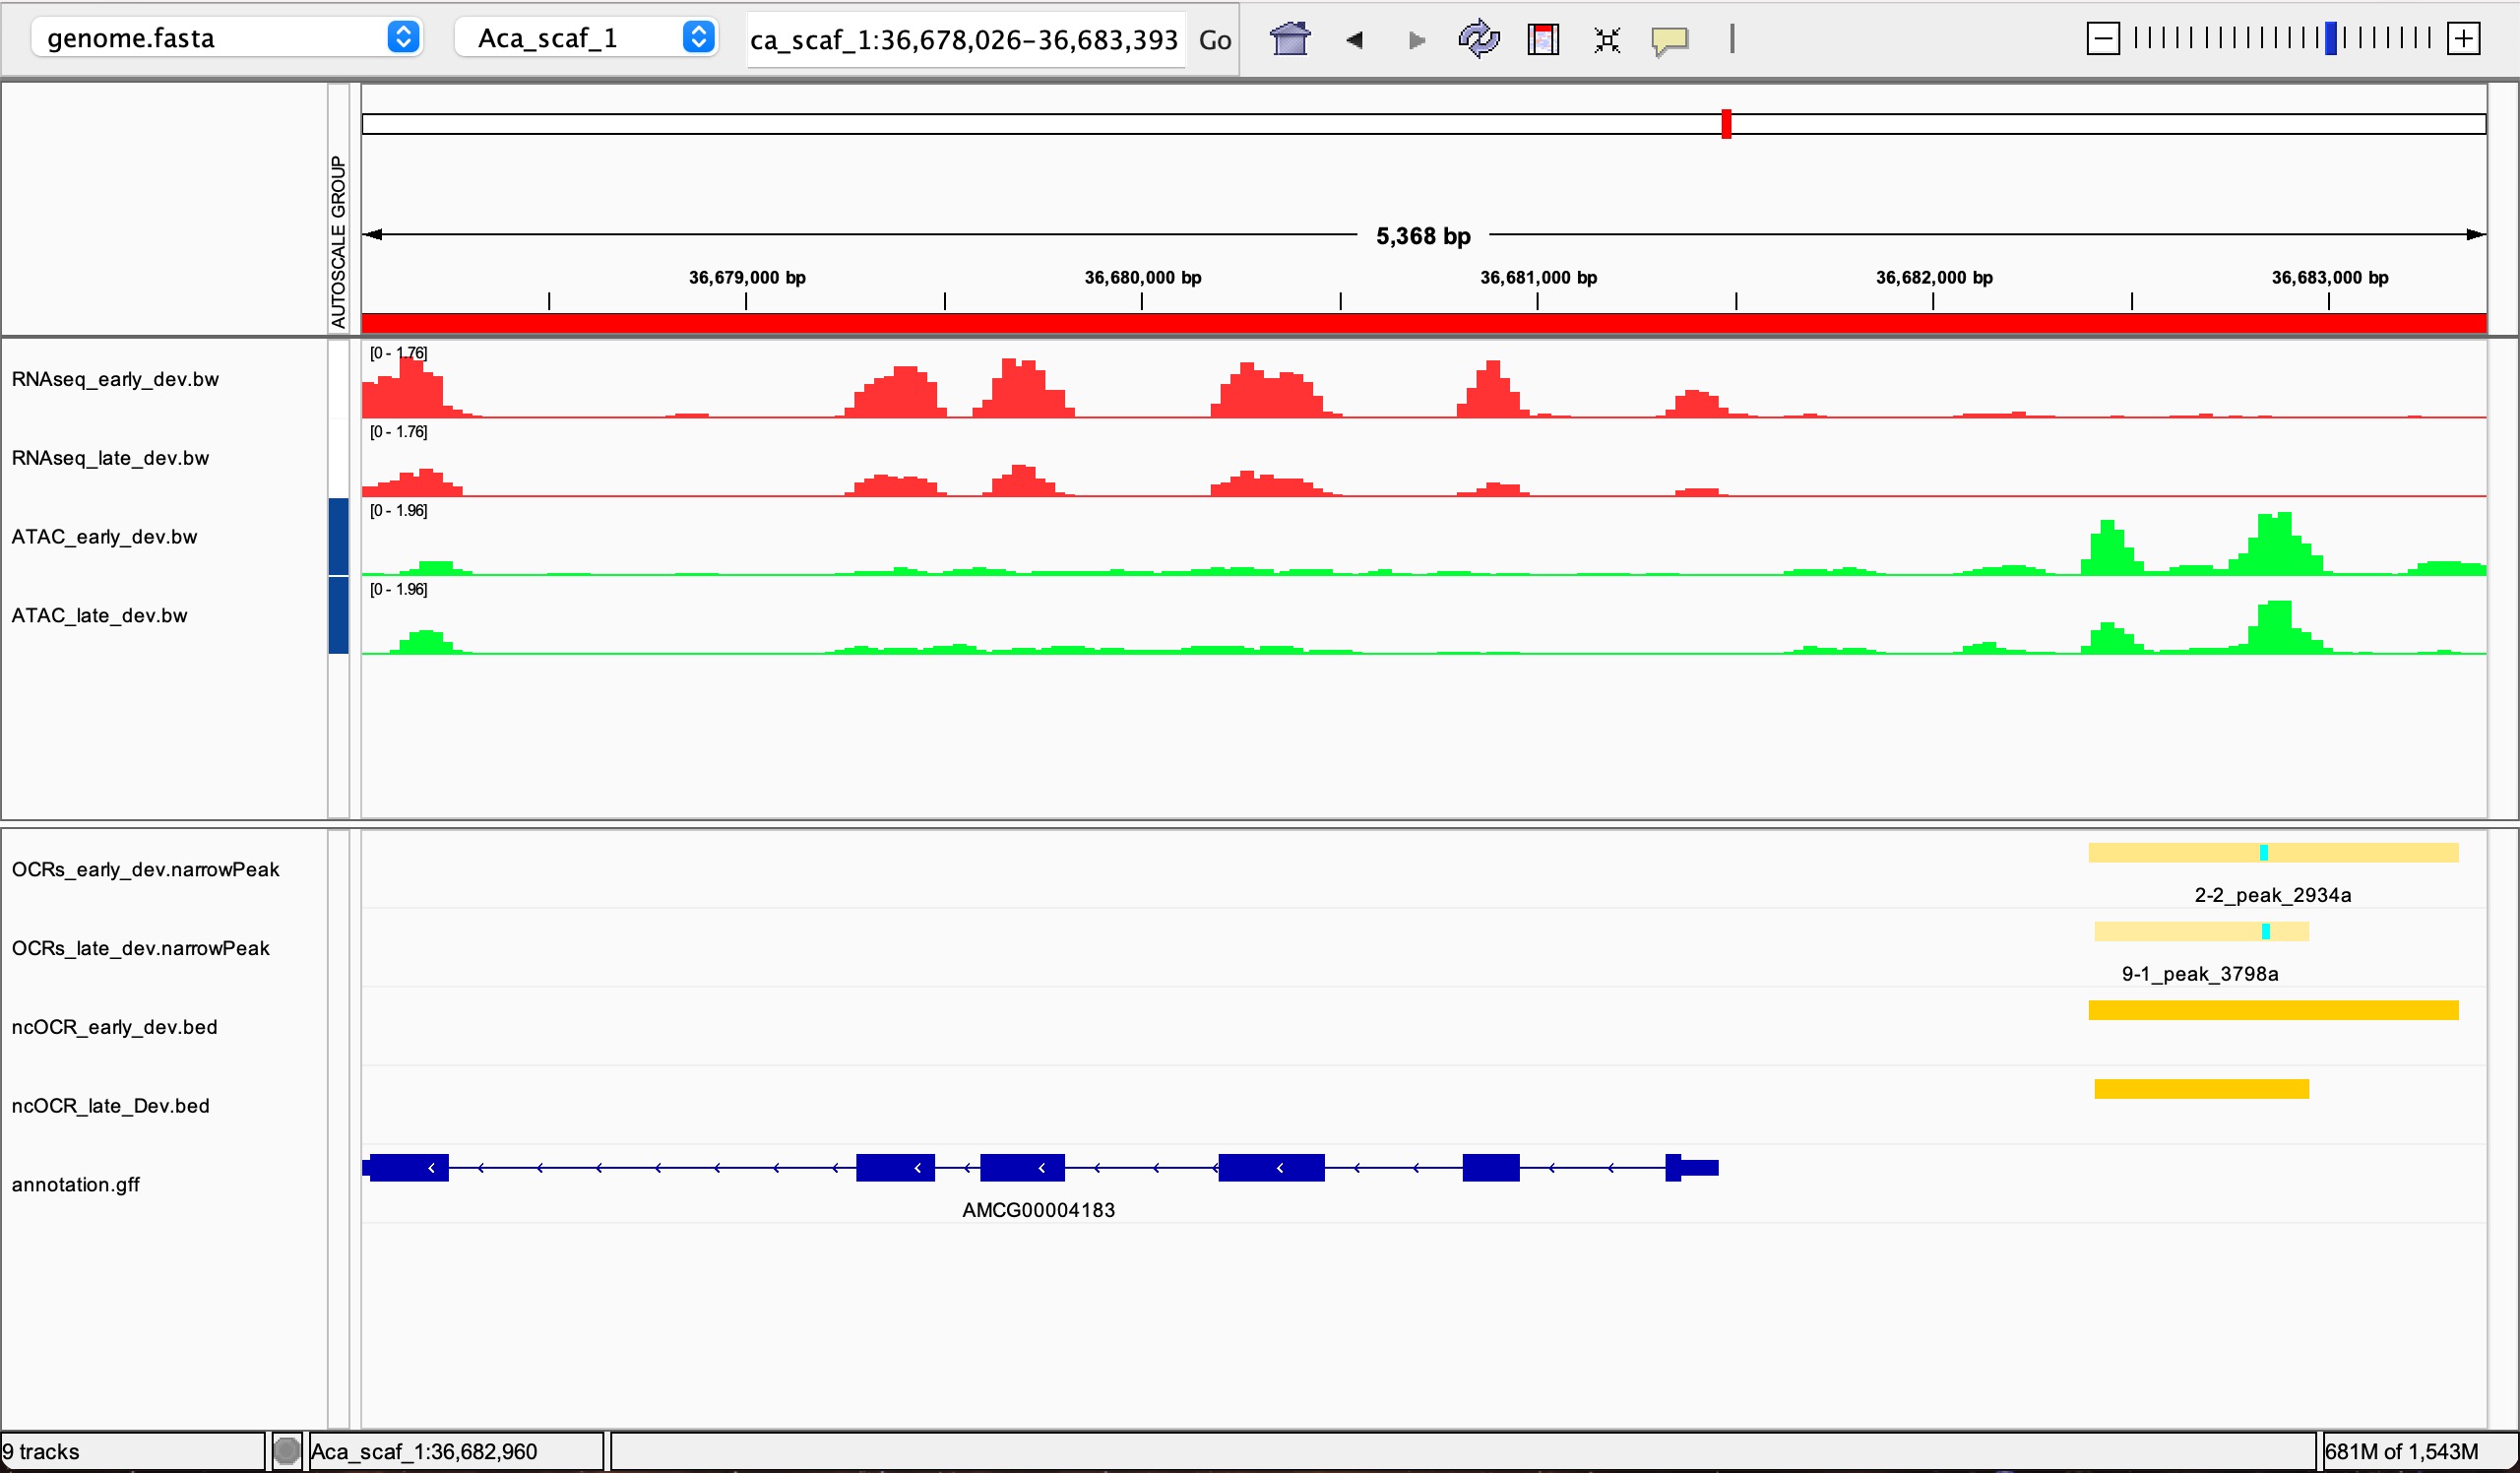 genome.fasta Aca_scaf_1 ca_scaf_1:36,678,026-36,683,393 Go
AUTOSCALE GROUP
5,368 bp
36,679,000 bp 36,680,000 bp 36,681,000 bp 36,682,000 bp 36,683,000 bp
[0 - 1.76]
RNAseq_early_dev.bw
[0 - 1.76]
RNAseq_late_dev.bw
[0 - 1.96]
ATAC_early_dev.bw
[0 - 1.96]
ATAC_late_dev.bw
OCRs_early_dev.narrowPeak
2-2_peak_2934a
OCRs_late_dev.narrowPeak
9-1_peak_3798a
ncOCR_early_dev.bed
ncOCR_late_Dev.bed
annotation.gff
AMCG00004183
9 tracks Aca_scaf_1:36,682,960 681M of 1,543M